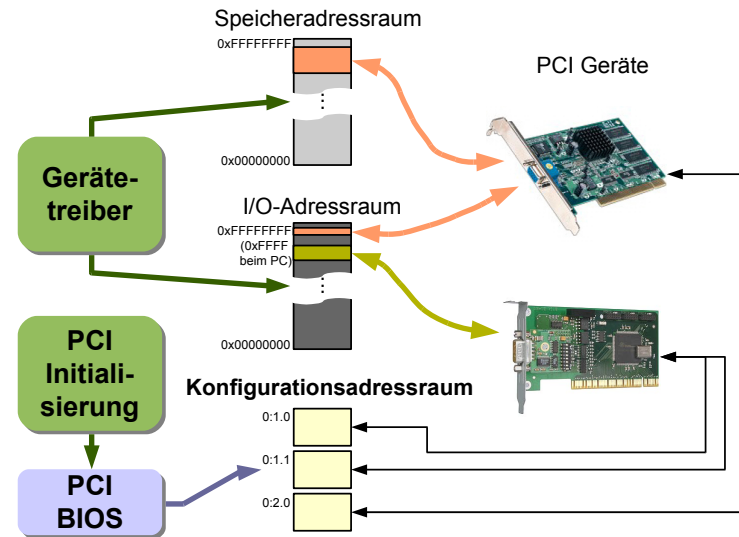 Speicheradressraum
0xFFFFFFFF
0x00000000
PCI Geräte
Geräte-
treiber
I/O-Adressraum
0xFFFFFFFF
(0xFFFF
beim PC)
0x00000000
PCI
Initiali-
sierung
Konfigurationsadressraum
0:1.0
0:1.1
0:2.0
PCI
BIOS